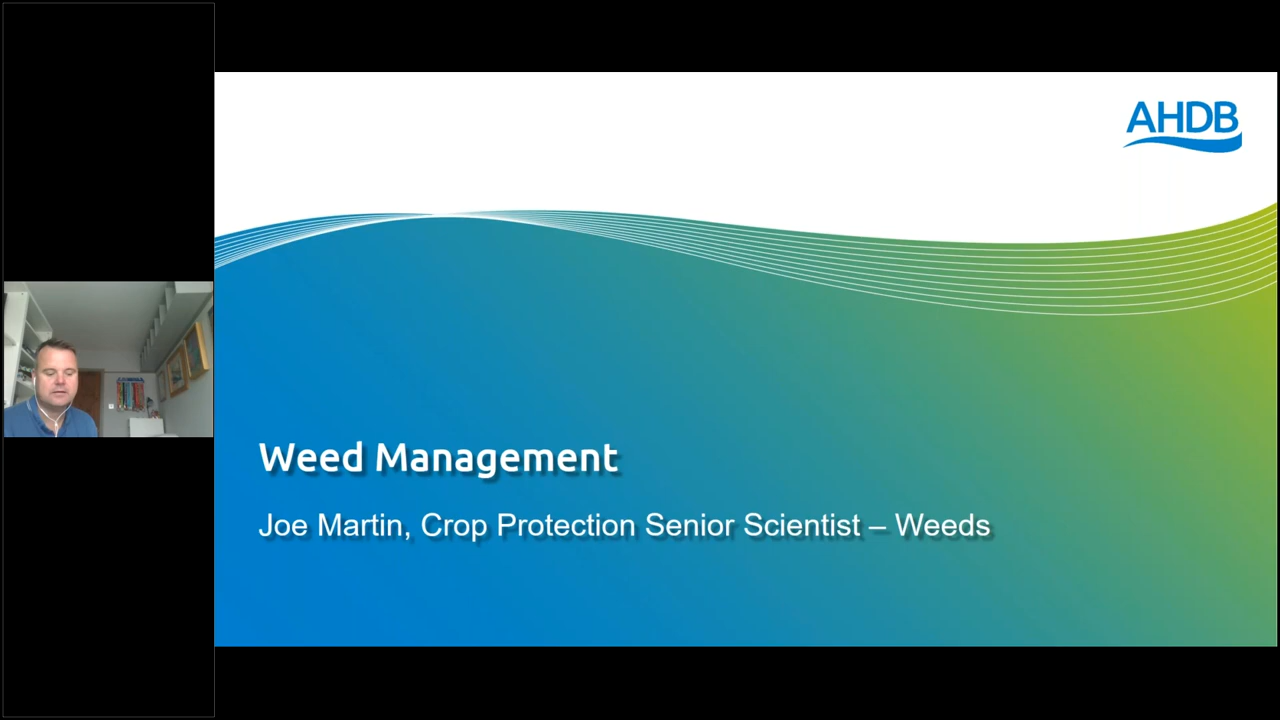 AHDB
Weed Management
Joe Martin, Crop Protection Senior Scientist – Weeds